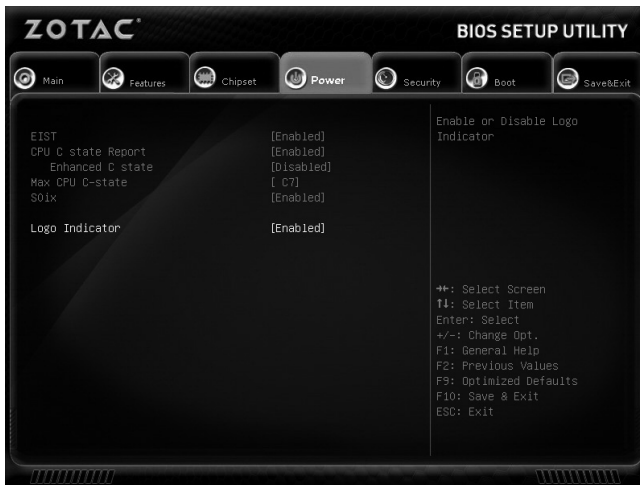 ZOTAC BIOS SETUP UTILITY
Main Features Chipset Power Security Boot Save&Exit
EIST [Enabled]
CPU C state Report [Enabled]
Enhanced C state [Disabled]
Max CPU C-state [ C7]
S0ix [Enabled]
Logo Indicator [Enabled]
Enable or Disable Logo
Indicator
→←: Select Screen
↑↓: Select Item
Enter: Select
+/-: Change Opt.
F1: General Help
F2: Previous Values
F9: Optimized Defaults
F10: Save & Exit
ESC: Exit